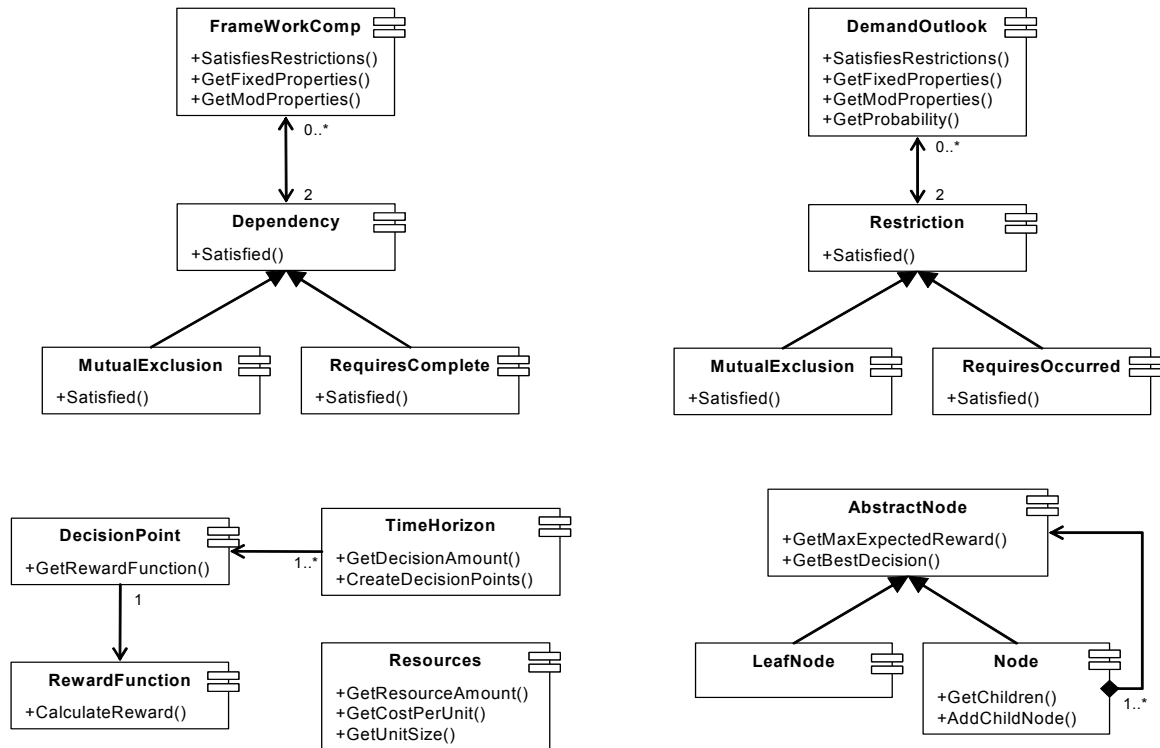 FrameWorkComp
+SatisfiesRestrictions()
+GetFixedProperties()
+GetModProperties()
0..*
2
Dependency
+Satisfied()
MutualExclusion
+Satisfied()
RequiresComplete
+Satisfied()
DemandOutlook
+SatisfiesRestrictions()
+GetFixedProperties()
+GetModProperties()
+GetProbability()
0..*
2
Restriction
+Satisfied()
MutualExclusion
+Satisfied()
RequiresOccurred
+Satisfied()
DecisionPoint
+GetRewardFunction()
1
1..*
TimeHorizon
+GetDecisionAmount()
+CreateDecisionPoints()
RewardFunction
+CalculateReward()
Resources
+GetResourceAmount()
+GetCostPerUnit()
+GetUnitSize()
AbstractNode
+GetMaxExpectedReward()
+GetBestDecision()
LeafNode
Node
+GetChildren()
+AddChildNode()
1..*